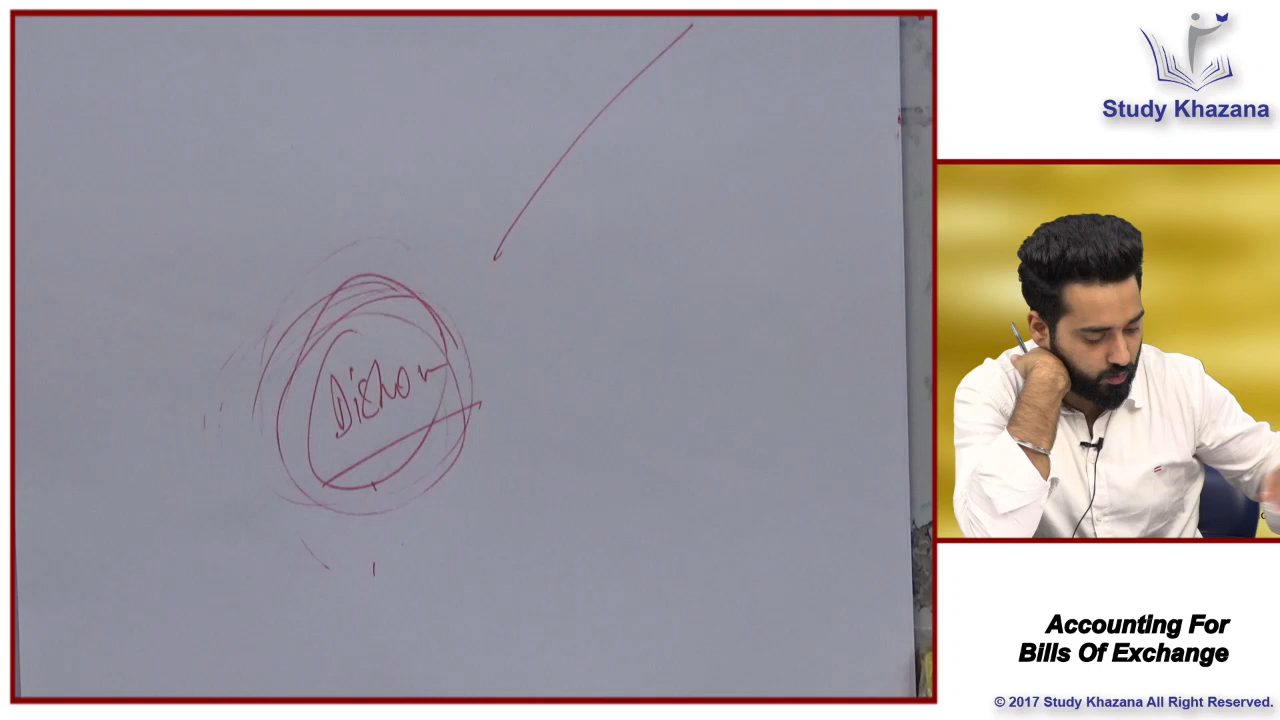 Study Khazana
Dishon
Accounting For
Bills Of Exchange
© 2017 Study Khazana All Right Reserved.